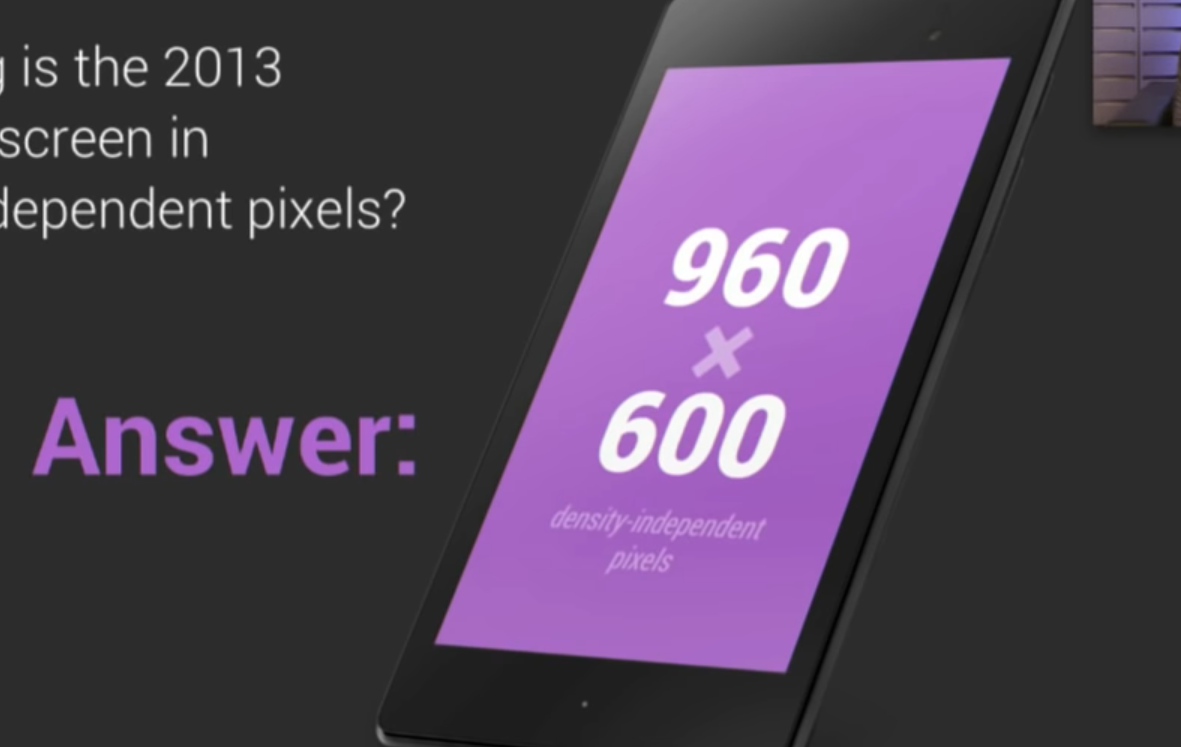 g is the 2013
screen in
dependent pixels?
Answer:
960
×
600
density-independent
pixels